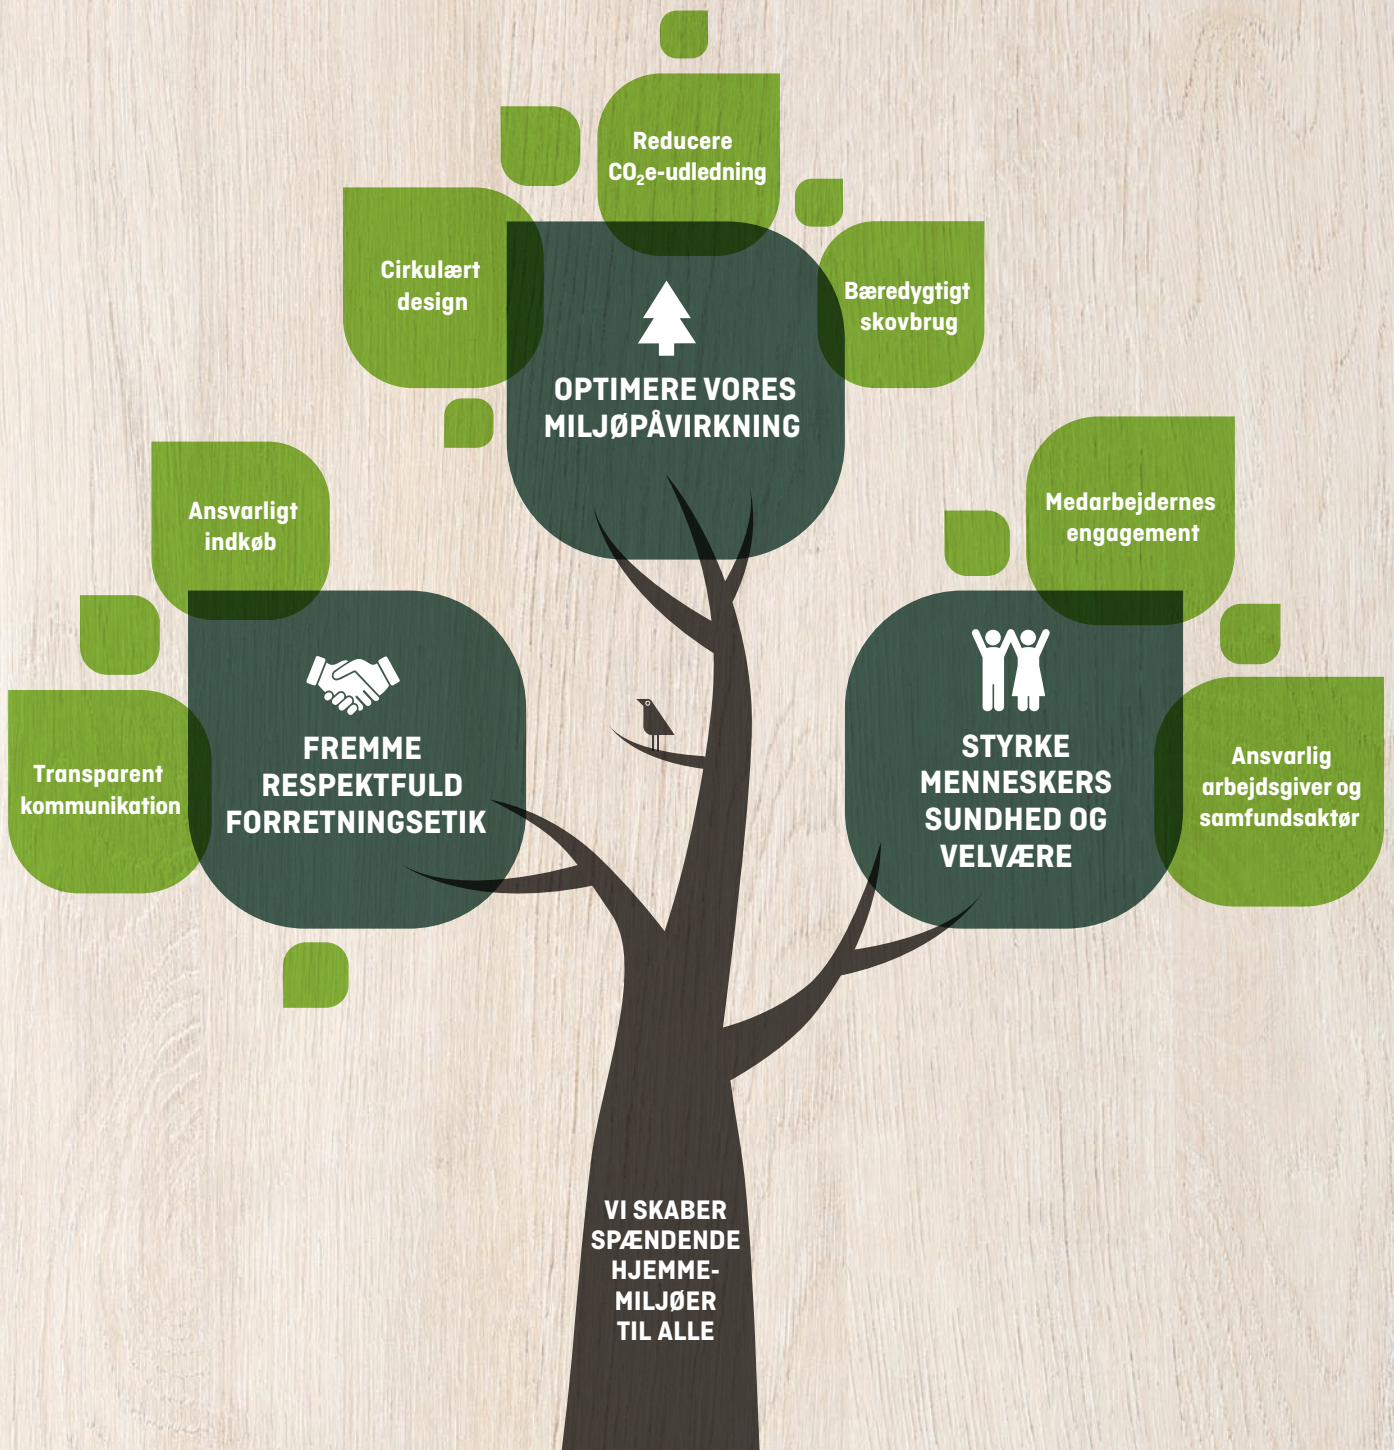 Reducere
CO₂e-udledning
Cirkulært
design
Bæredygtigt
skovbrug
OPTIMERE VORES
MILJØPÅVIRKNING
Ansvarligt
indkøb
Transparent
kommunikation
FREMME
RESPEKTFULD
FORRETNINGSETIK
Medarbejdernes
engagement
STYRKE
MENNESKERS
SUNDHED OG
VELVÆRE
Ansvarlig
arbejdsgiver og
samfundsaktør
VI SKABER
SPÆNDENDE
HJEMME-
MILJØER
TIL ALLE